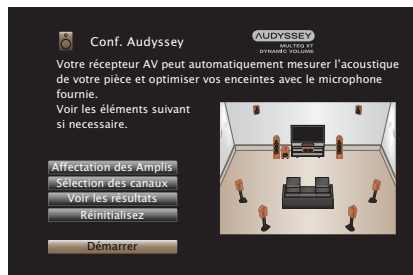 Conf. Audyssey
AUDYSSEY
MULTEQ XT
DYNAMIC VOLUME
Votre récepteur AV peut automatiquement mesurer l'acoustique
de votre pièce et optimiser vos enceintes avec le microphone
fournie.
Voir les éléments suivant
si necessaire.
Affectation des Amplis
Sélection des canaux
Voir les résultats
Réinitialisez
Démarrer